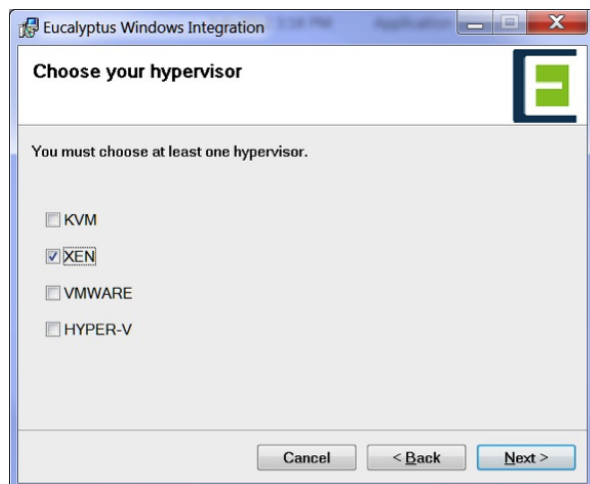 Eucalyptus Windows Integration
Choose your hypervisor
You must choose at least one hypervisor.
KVM
XEN
VMWARE
HYPER-V
Cancel
< Back
Next >